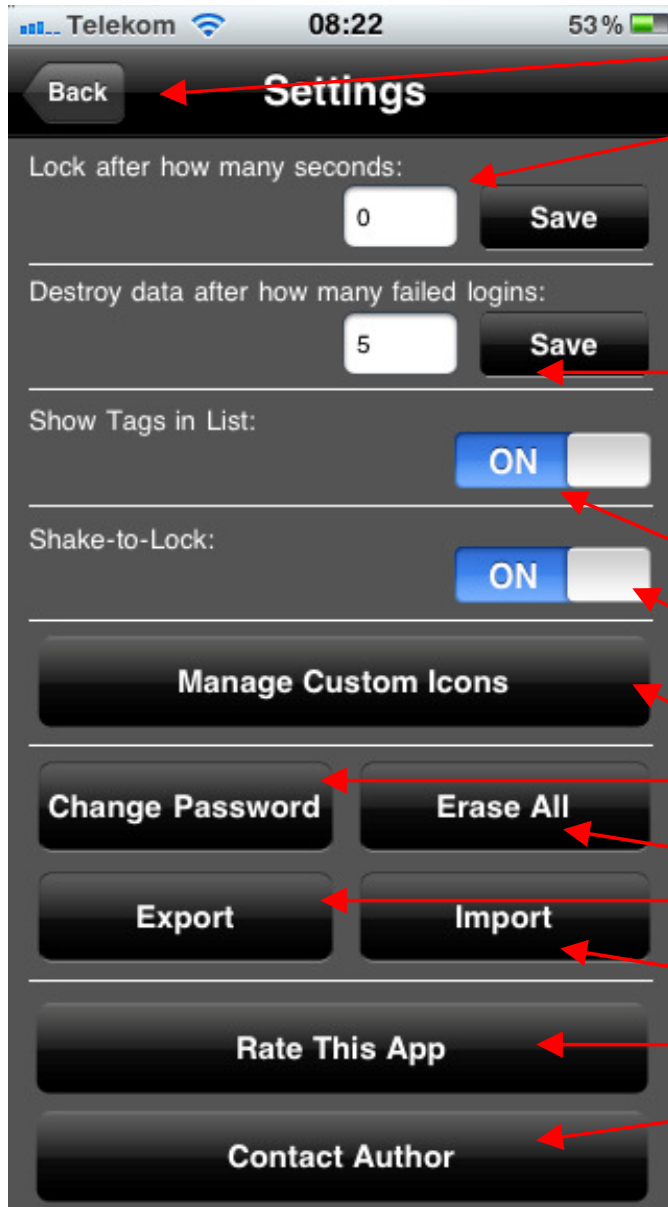 Telekom 08:22 53%
Back Settings
Lock after how many seconds:
0 Save
Destroy data after how many failed logins:
5 Save
Show Tags in List:
ON
Shake-to-Lock:
ON
Manage Custom Icons
Change Password Erase All
Export Import
Rate This App
Contact Author